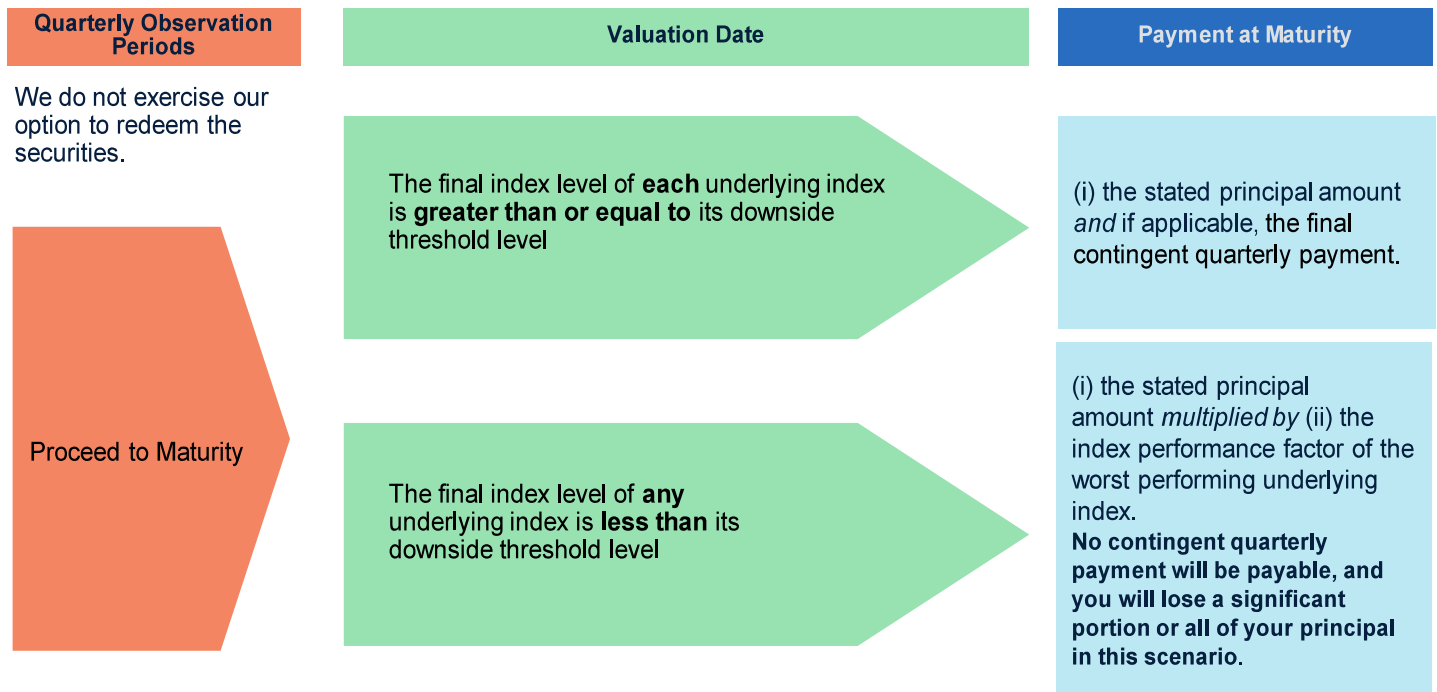 Quarterly Observation
Periods
Valuation Date
Payment at Maturity
We do not exercise our
option to redeem the
securities.
Proceed to Maturity
The final index level of each underlying index
is greater than or equal to its downside
threshold level
(i) the stated principal amount
and if applicable, the final
contingent quarterly payment.
The final index level of any
underlying index is less than its
downside threshold level
(i) the stated principal
amount multiplied by (ii) the
index performance factor of the
worst performing underlying
index.
No contingent quarterly
payment will be payable, and
you will lose a significant
portion or all of your principal
in this scenario.